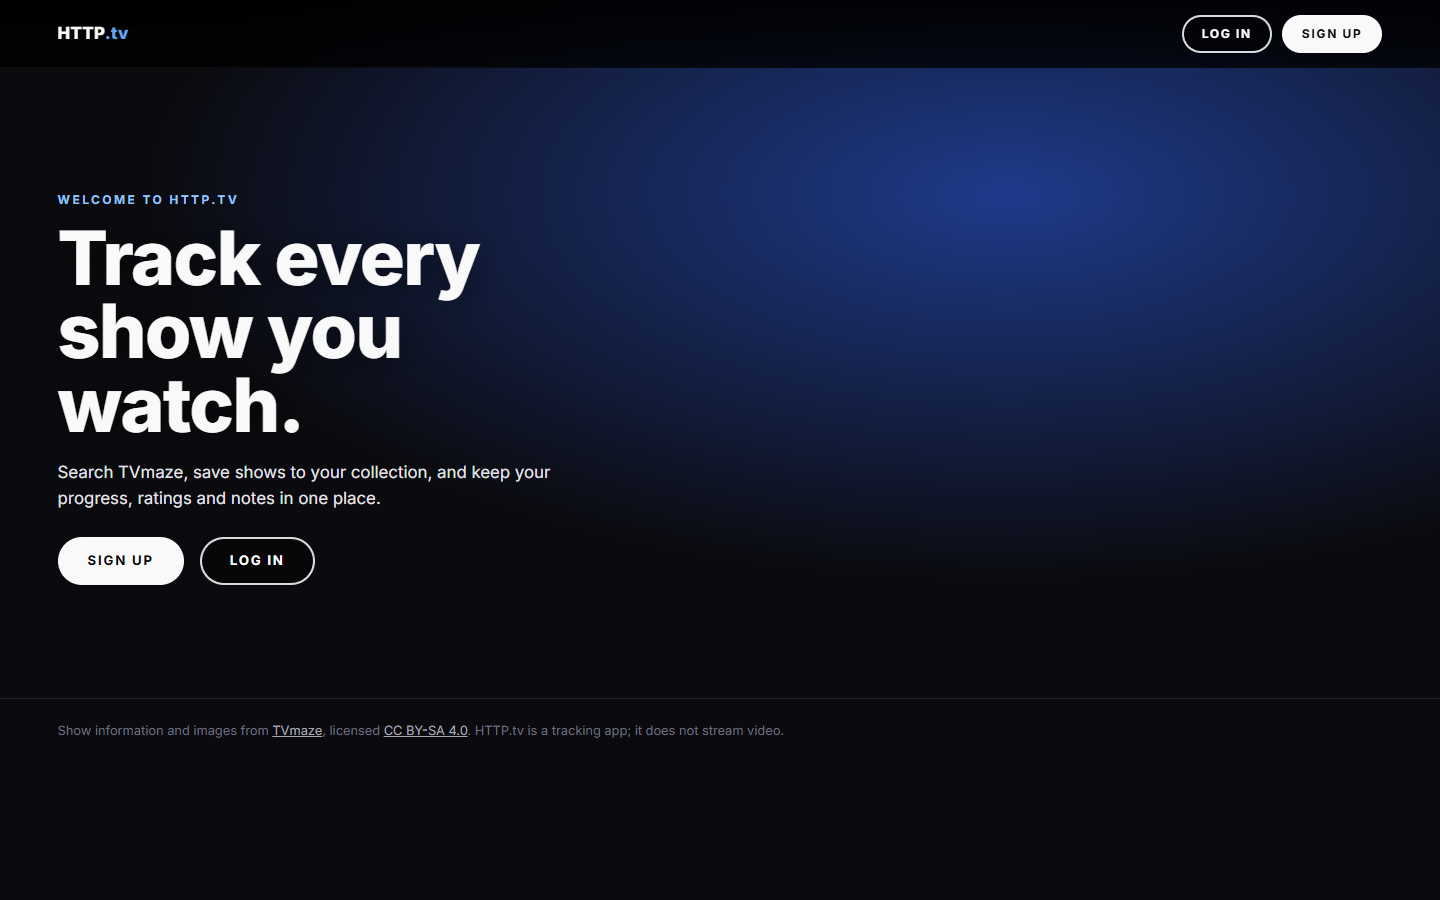 HTTP.tv
LOG IN
SIGN UP
WELCOME TO HTTP.TV
Track every
show you
watch.
Search TVmaze, save shows to your collection, and keep your
progress, ratings and notes in one place.
SIGN UP
LOG IN
Show information and images from TVmaze, licensed CC BY-SA 4.0. HTTP.tv is a tracking app; it does not stream video.